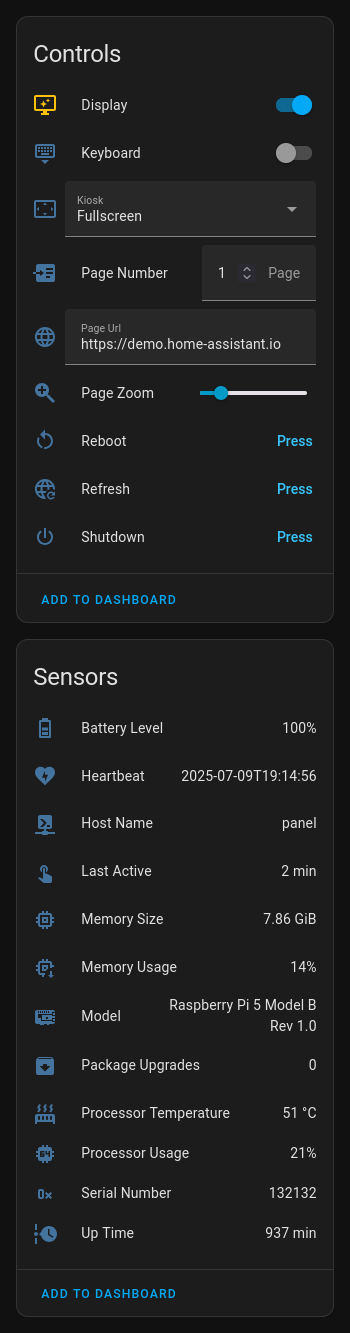 Controls
Display
Keyboard
Kiosk
Fullscreen
Page Number 1 Page
Page Url
https://demo.home-assistant.io
Page Zoom
Reboot Press
Refresh Press
Shutdown Press
ADD TO DASHBOARD
Sensors
Battery Level 100%
Heartbeat 2025-07-09T19:14:56
Host Name panel
Last Active 2 min
Memory Size 7.86 GiB
Memory Usage 14%
Model Raspberry Pi 5 Model B
Rev 1.0
Package Upgrades 0
Processor Temperature 51 °C
64 Processor Usage 21%
0x Serial Number 132132
Up Time 937 min
ADD TO DASHBOARD